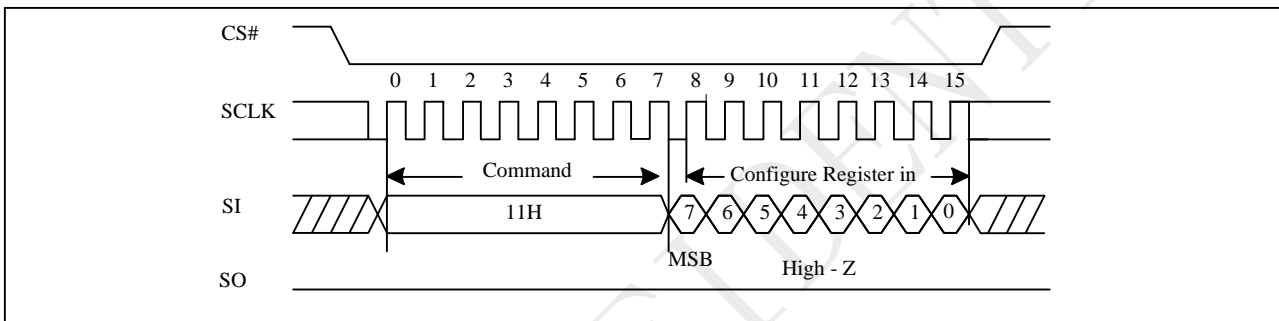 CS#
0 1 2 3 4 5 6 7 8 9 10 11 12 13 14 15
SCLK
Command
Configure Register in
SI
11H
7 6 5 4 3 2 1 0
MSB
High - Z
SO